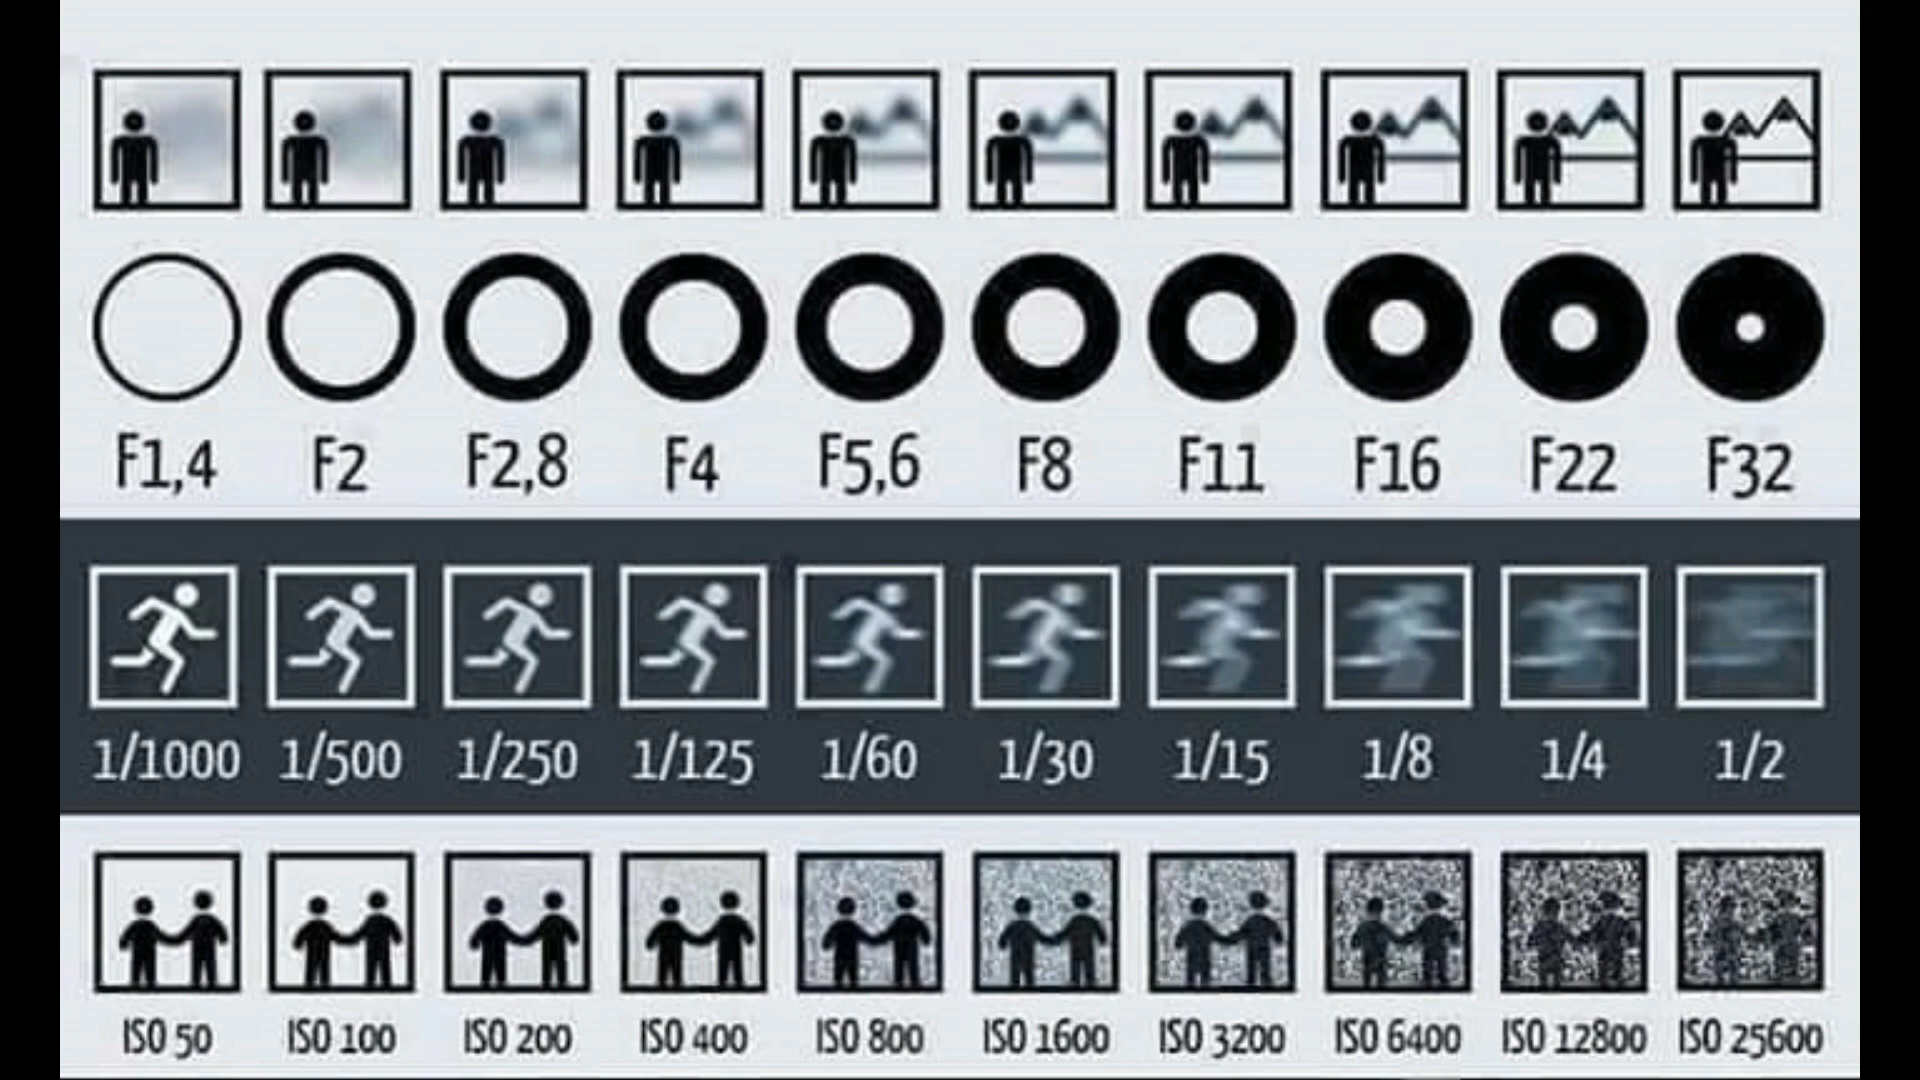 F1,4 F2 F2,8 F4 F5,6 F8 F11 F16 F22 F32
1/1000 1/500 1/250 1/125 1/60 1/30 1/15 1/8 1/4 1/2
ISO 50 ISO 100 ISO 200 ISO 400 ISO 800 ISO 1600 ISO 3200 ISO 6400 ISO 12800 ISO 25600